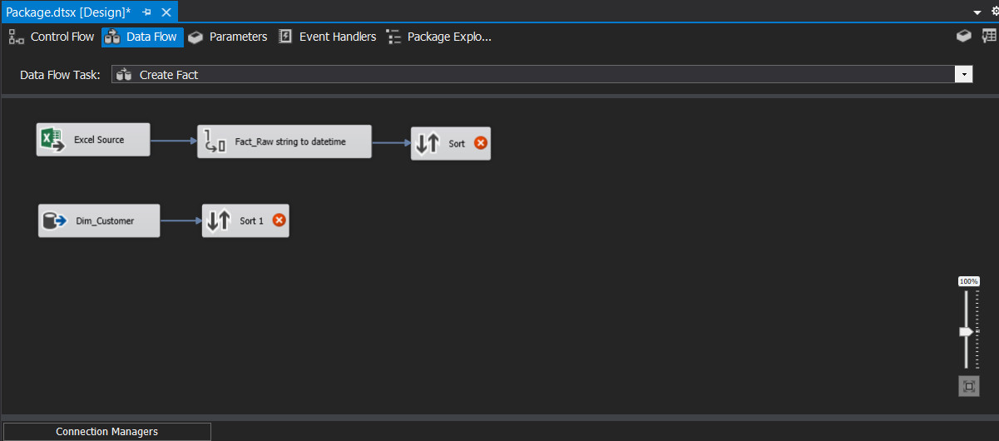 Package.dtsx [Design]*
Control Flow
Data Flow
Parameters
Event Handlers
Package Explo...
Data Flow Task:
Create Fact
Excel Source
Fact_Raw string to datetime
Sort
Dim_Customer
Sort 1
100%
Connection Managers